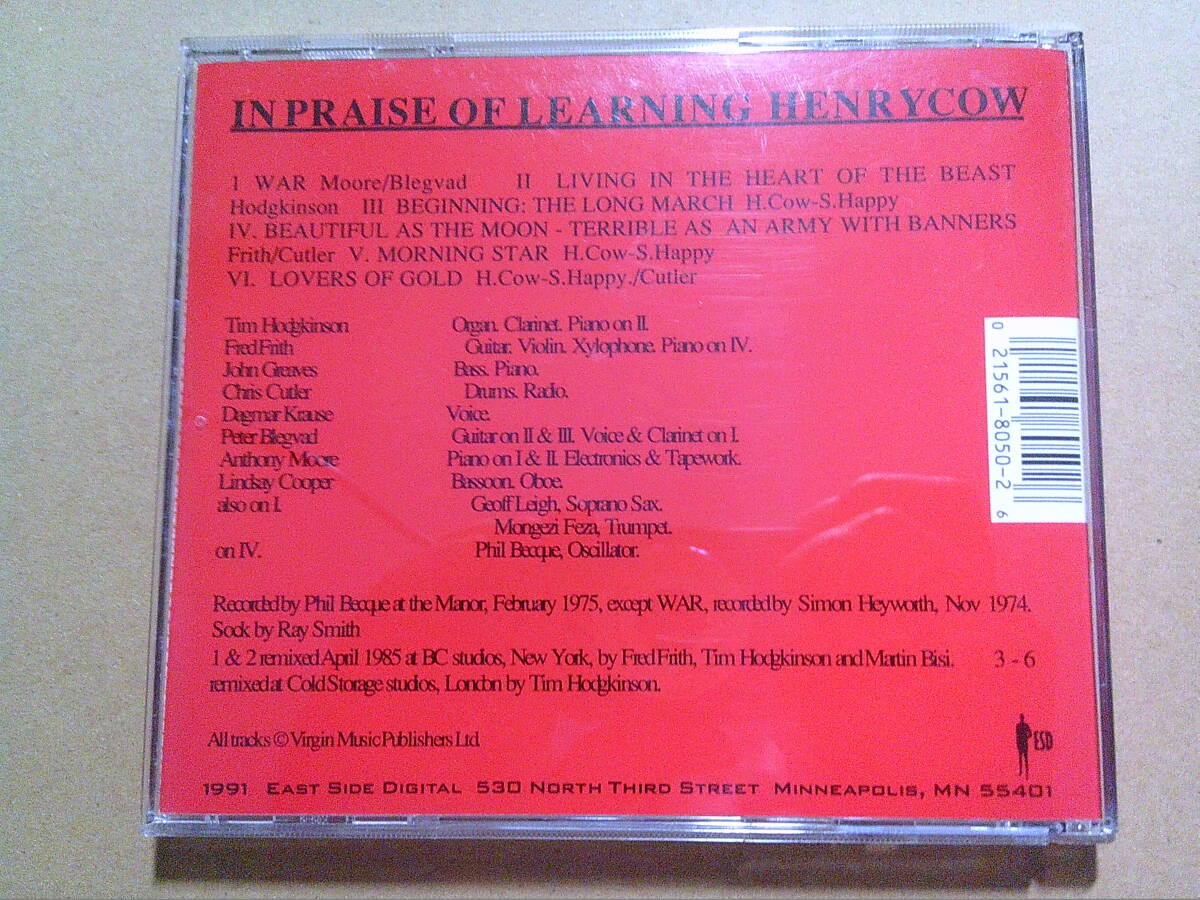 IN PRAISE OF LEARNING HENRYCOW
I WAR Moore/Blegvad II LIVING IN THE HEART OF THE BEAST
Hodgkinson III BEGINNING: THE LONG MARCH H.Cow-S.Happy
IV. BEAUTIFUL AS THE MOON - TERRIBLE AS AN ARMY WITH BANNERS
Frith/Cutler V. MORNING STAR H.Cow-S.Happy
VI. LOVERS OF GOLD H.Cow-S.Happy./Cutler
Tim Hodgkinson Organ. Clarinet. Piano on II.
Fred Frith Guitar. Violin. Xylophone. Piano on IV.
John Greaves Bass. Piano.
Chris Cutler Drums. Radio.
Dagmar Krause Voice.
Peter Blegvad Guitar on II & III. Voice & Clarinet on I.
Anthony Moore Piano on I & II. Electronics & Tapework.
Lindsay Cooper Bassoon. Oboe.
also on I. Geoff Leigh, Soprano Sax.
Mongezi Feza, Trumpet.
on IV. Phil Becque, Oscillator.
0 21561-8050-2 6
Recorded by Phil Becque at the Manor, February 1975, except WAR, recorded by Simon Heyworth, Nov 1974.
Sock by Ray Smith
1 & 2 remixed April 1985 at BC studios, New York, by Fred Frith, Tim Hodgkinson and Martin Bisi. 3 - 6
remixed at Cold Storage studios, London by Tim Hodgkinson.
All tracks © Virgin Music Publishers Ltd.
ESD
1991 EAST SIDE DIGITAL 530 NORTH THIRD STREET MINNEAPOLIS, MN 55401